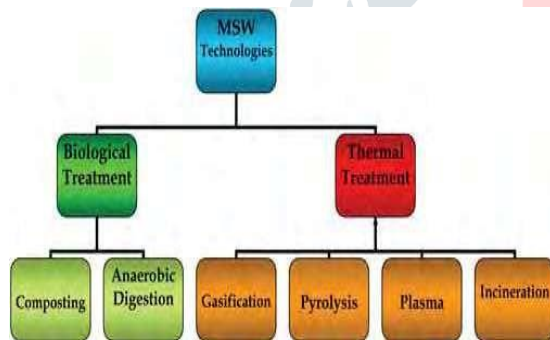 MSW
Technologies
Biological
Treatment
Thermal
Treatment
Composting
Anaerobic
Digestion
Gasification
Pyrolysis
Plasma
Incineration